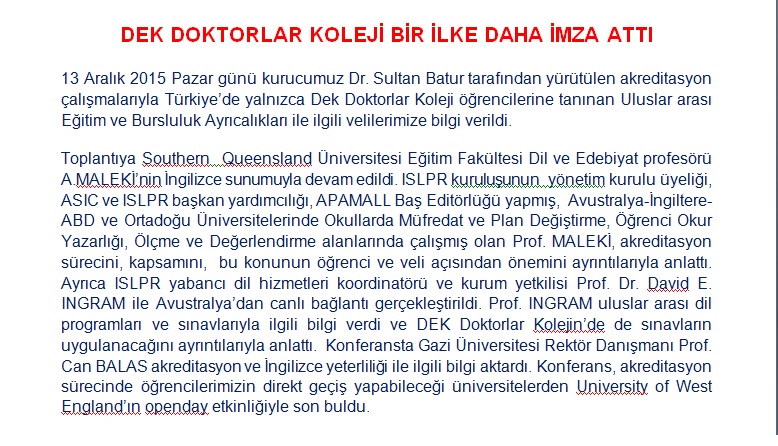 DEK DOKTORLAR KOLEJİ BİR İLKE DAHA İMZA ATTI
13 Aralık 2015 Pazar günü kurucumuz Dr. Sultan Batur tarafından yürütülen akreditasyon
çalışmalarıyla Türkiye’de yalnızca Dek Doktorlar Koleji öğrencilerine tanınan Uluslar arası
Eğitim ve Bursluluk Ayrıcalıkları ile ilgili velilerimize bilgi verildi.
Toplantıya Southern Queensland Üniversitesi Eğitim Fakültesi Dil ve Edebiyat profesörü
A.MALEKİ’nin İngilizce sunumuyla devam edildi. ISLPR kuruluşunun yönetim kurulu üyeliği,
ASIC ve ISLPR başkan yardımcılığı, APAMALL Baş Editörlüğü yapmış, Avustralya-İngiltere-
ABD ve Ortadoğu Üniversitelerinde Okullarda Müfredat ve Plan Değiştirme, Öğrenci Okur
Yazarlığı, Ölçme ve Değerlendirme alanlarında çalışmış olan Prof. MALEKİ, akreditasyon
sürecini, kapsamını, bu konunun öğrenci ve veli açısından önemini ayrıntılarıyla anlattı.
Ayrıca ISLPR yabancı dil hizmetleri koordinatörü ve kurum yetkilisi Prof. Dr. David E.
INGRAM ile Avustralya’dan canlı bağlantı gerçekleştirildi. Prof. INGRAM uluslar arası dil
programları ve sınavlarıyla ilgili bilgi verdi ve DEK Doktorlar Kolejin’de de sınavların
uygulanacağını ayrıntılarıyla anlattı. Konferansta Gazi Üniversitesi Rektör Danışmanı Prof.
Can BALAS akreditasyon ve İngilizce yeterliliği ile ilgili bilgi aktardı. Konferans, akreditasyon
sürecinde öğrencilerimizin direkt geçiş yapabileceği üniversitelerden University of West
England’ın openday etkinliğiyle son buldu.